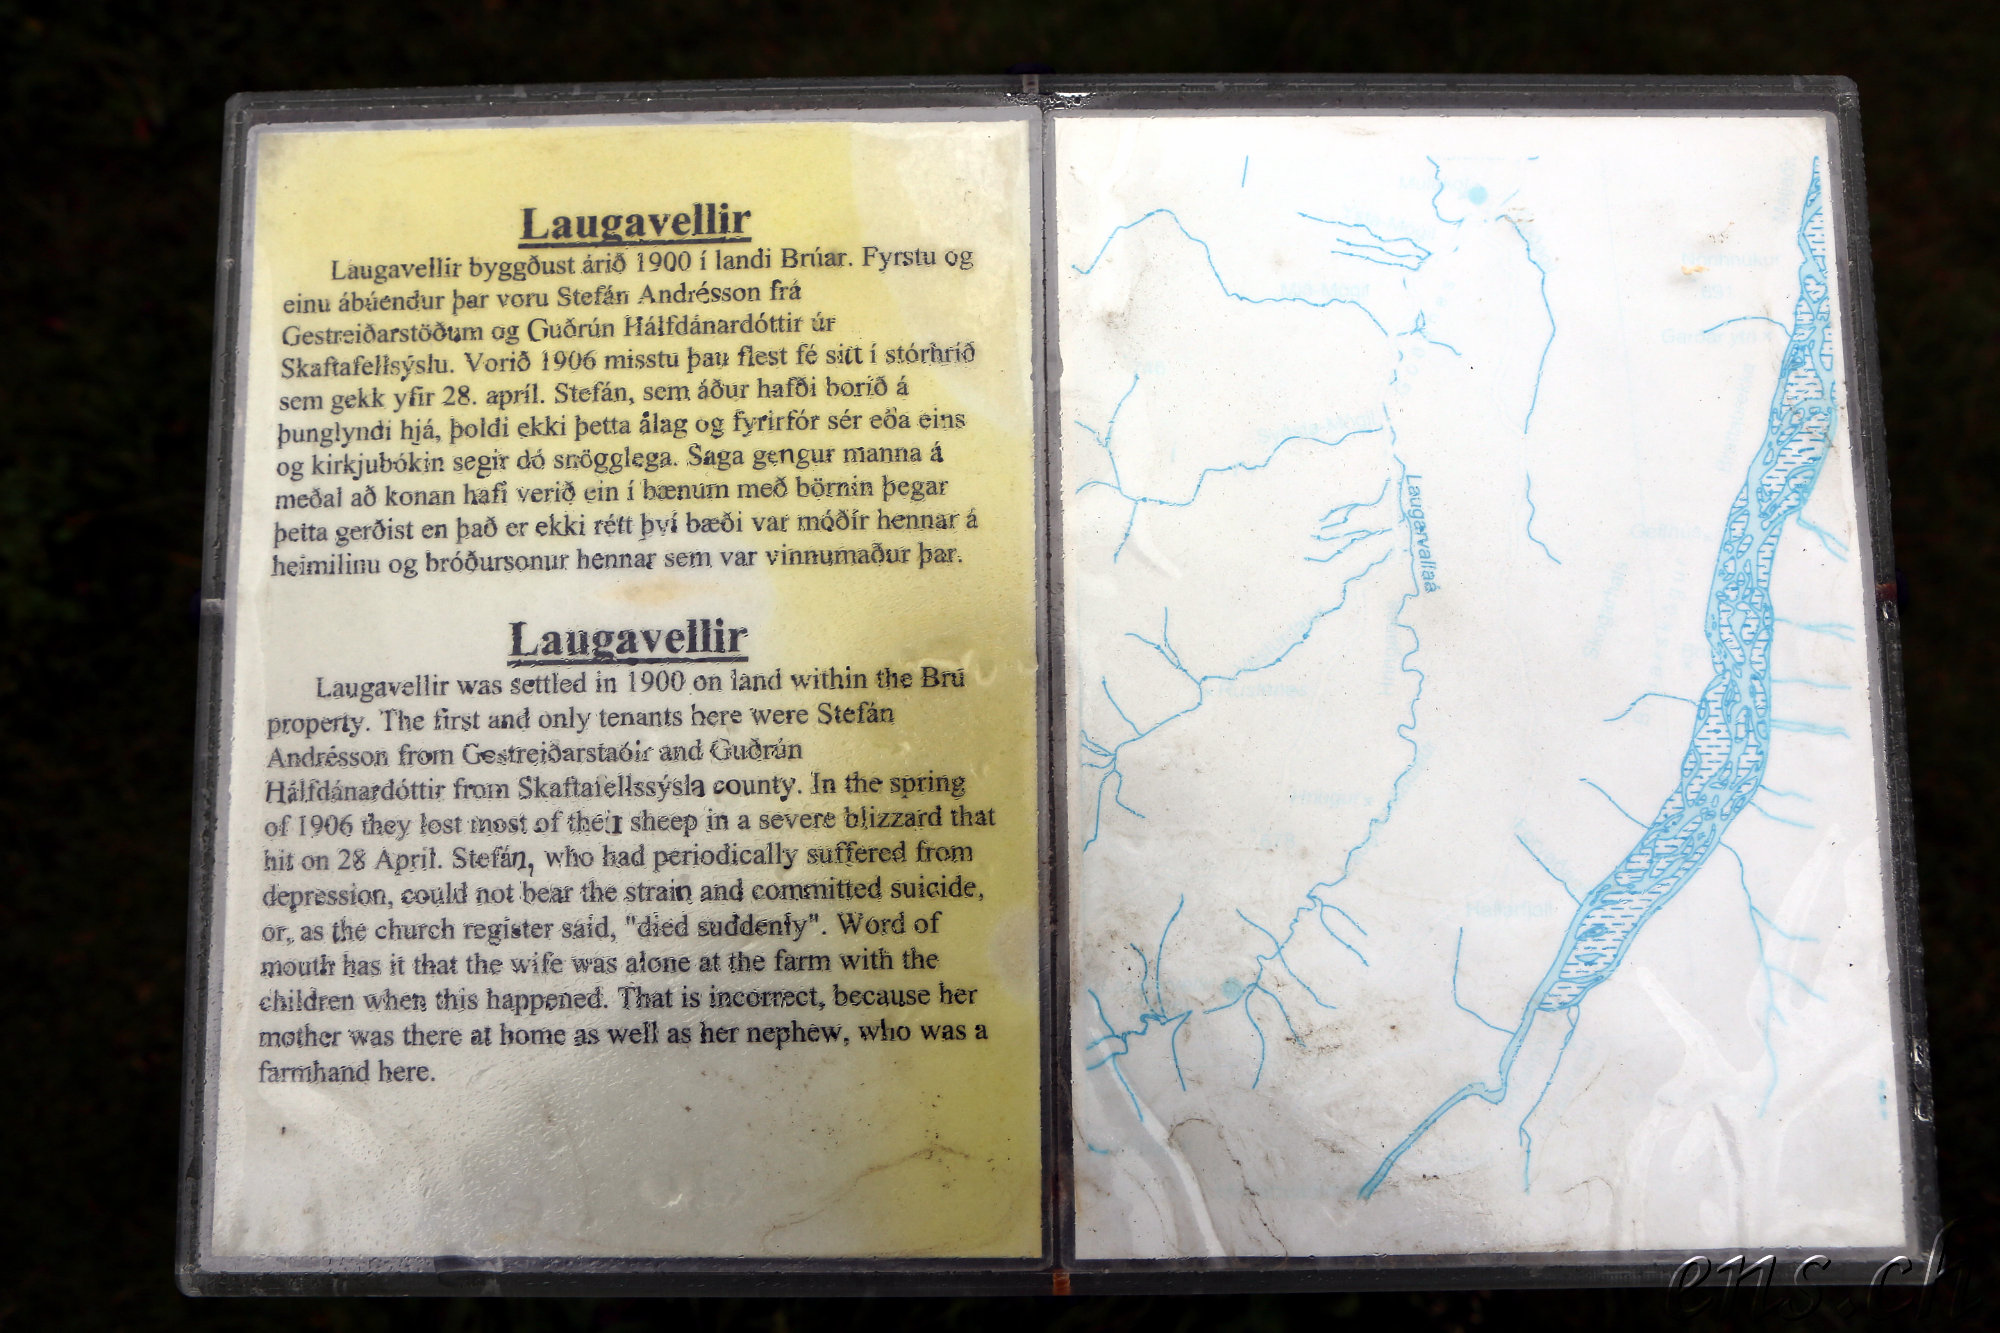 Laugavellir
Laugavellir byggðust árið 1900 í landi Brúar. Fyrstu og
einu ábúendur þar voru Stefán Andrésson frá
Gestreiðarstöðum og Guðrún Hálfdánardóttir úr
Skaftafellsýslu. Vorið 1906 misstu þau flest fé sitt í stórhríð
sem gekk yfir 28. apríl. Stefán, sem áður hafði borið á
þunglyndi hjá, þoldi ekki þetta álag og fyrirfór sér eða eins
og kirkjubókin segir dó snögglega. Saga gengur manna á
meðal að konan hafi verið ein í bænum með börnin þegar
þetta gerðist en það er ekki rétt því bæði var móðir hennar á
heimilinu og bróðursonur hennar sem var vinnumaður þar.
Laugavellir
Laugavellir was settled in 1900 on land within the Brú
property. The first and only tenants here were Stefán
Andrésson from Gestreiðarstaðir and Guðrún
Hálfdánardóttir from Skaftafellssýsla county. In the spring
of 1906 they lost most of their sheep in a severe blizzard that
hit on 28 April. Stefán, who had periodically suffered from
depression, could not bear the strain and committed suicide,
or, as the church register said, "died suddenly". Word of
mouth has it that the wife was alone at the farm with the
children when this happened. That is incorrect, because her
mother was there at home as well as her nephew, who was a
farmhand here.
Laugarvallaá
ens.ch